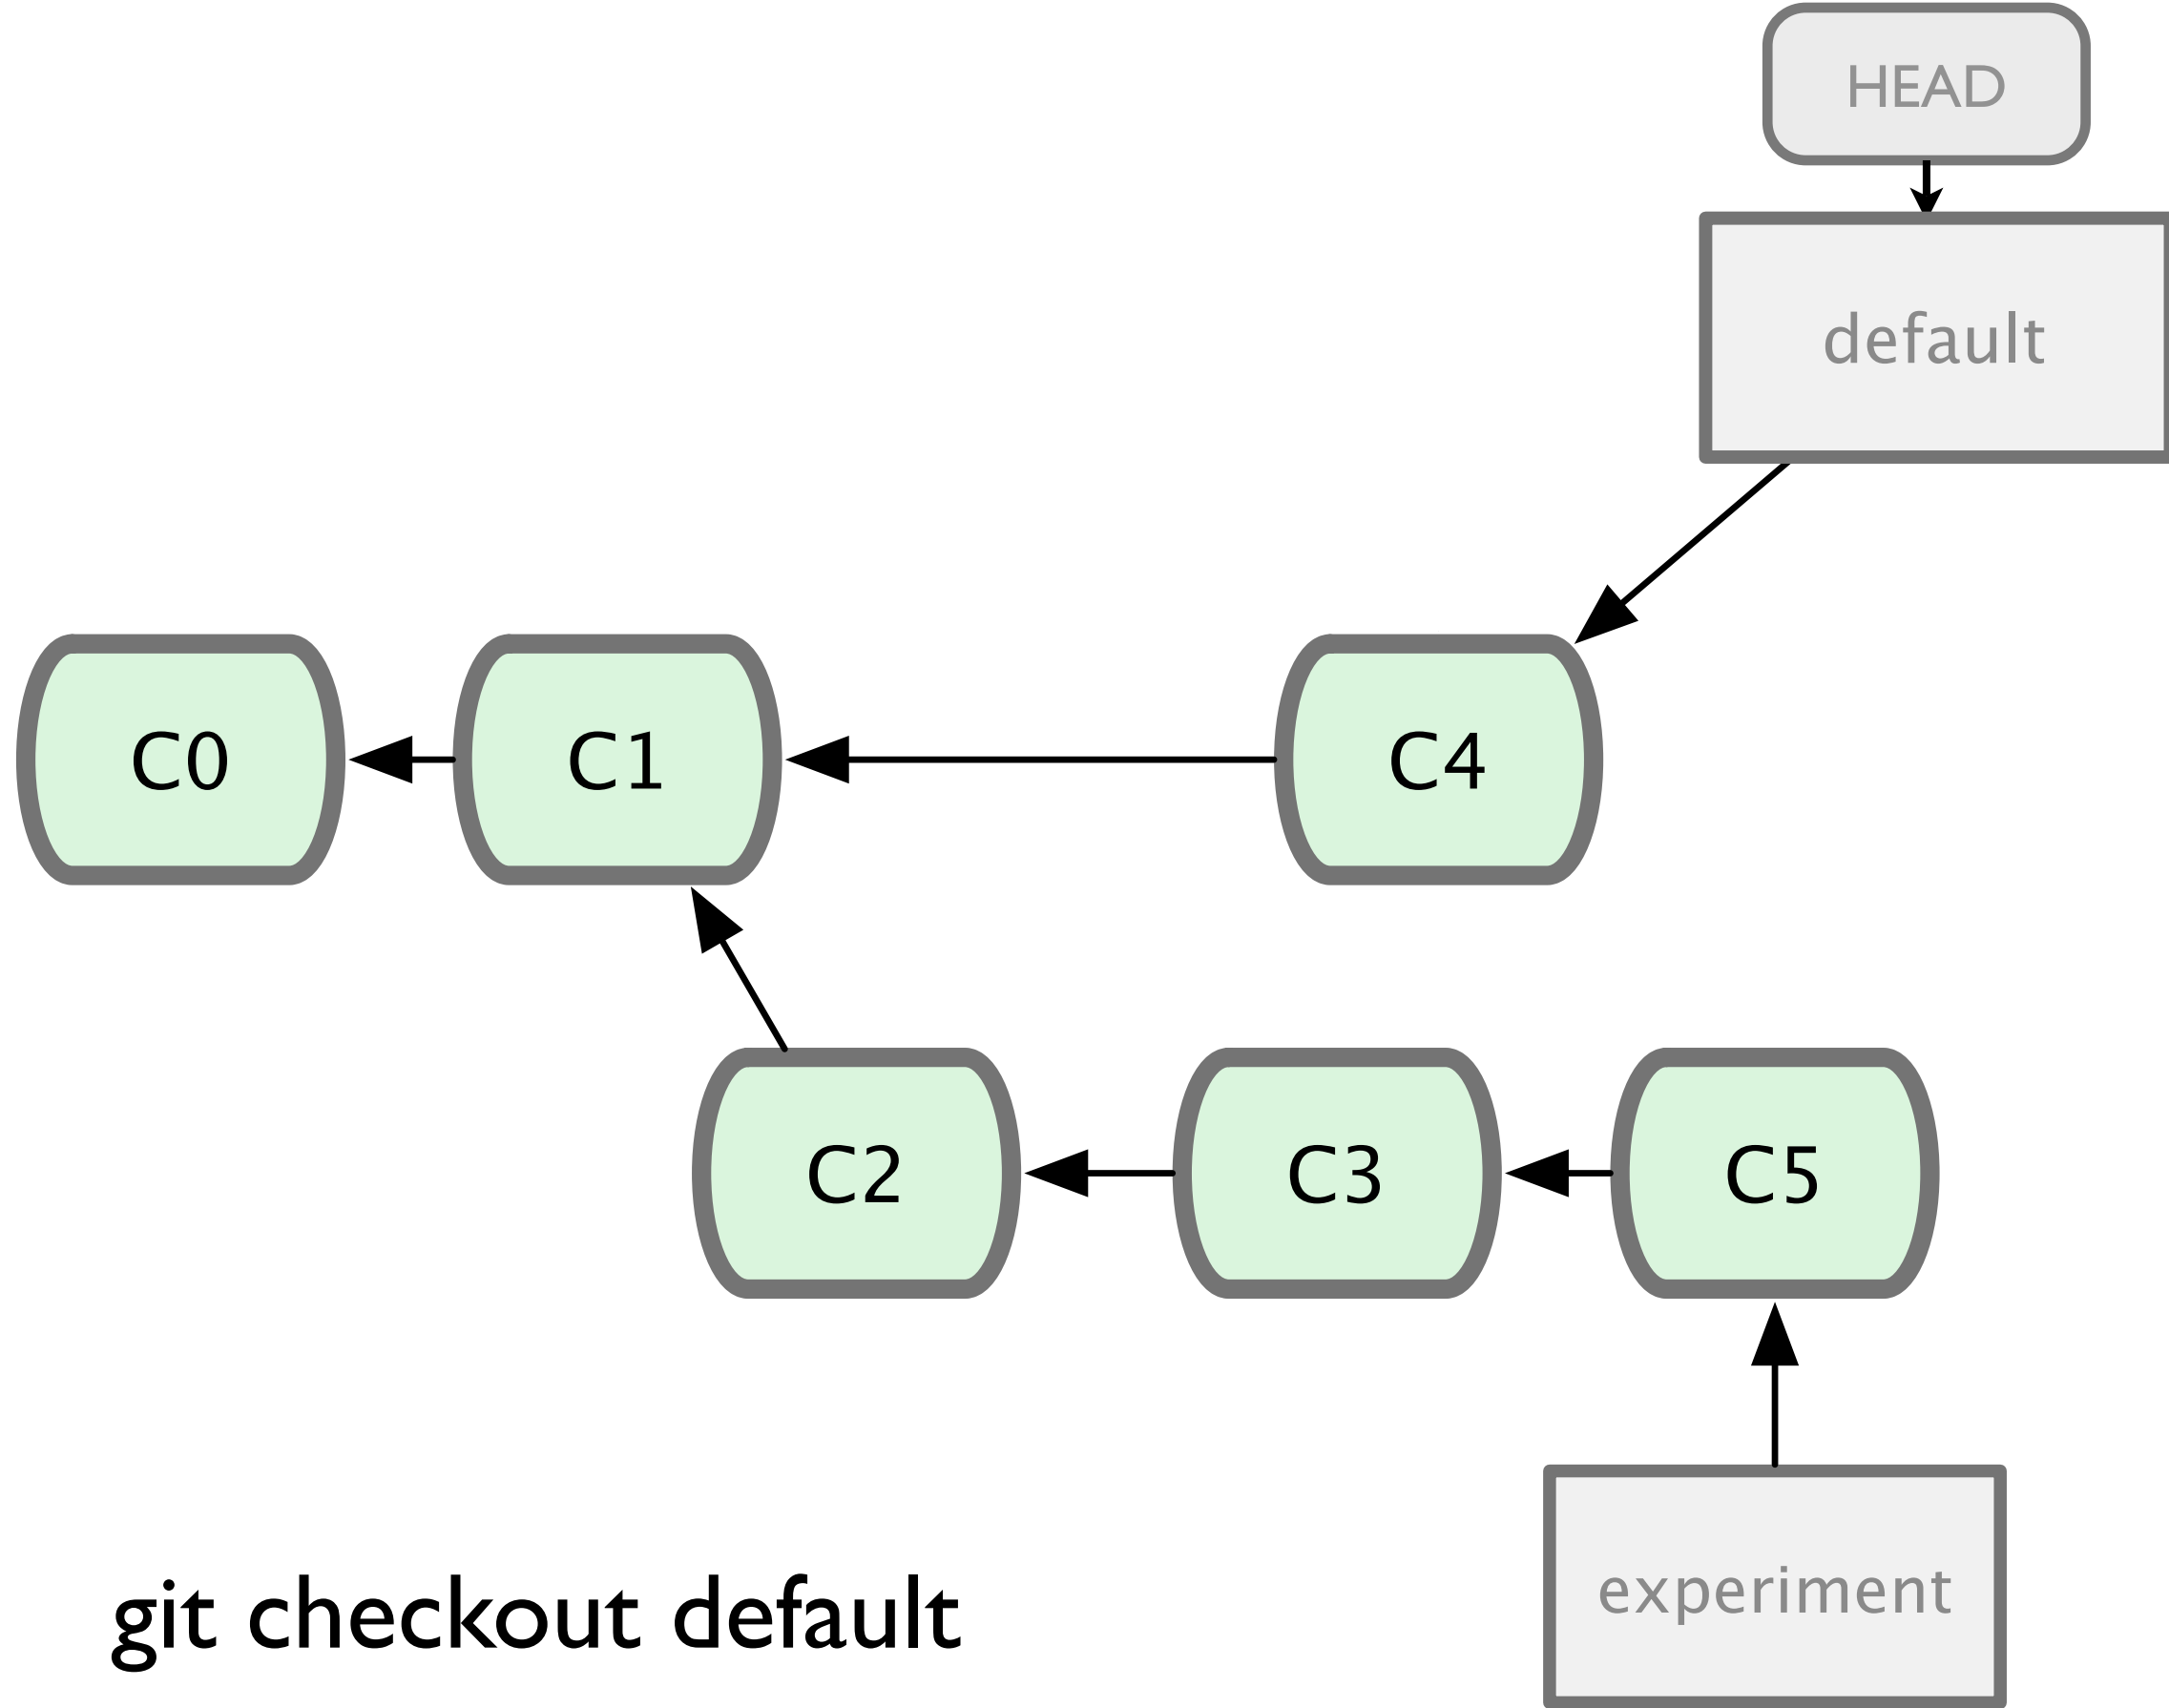 HEAD
default
C0
C1
C4
C2
C3
C5
experiment
git checkout default